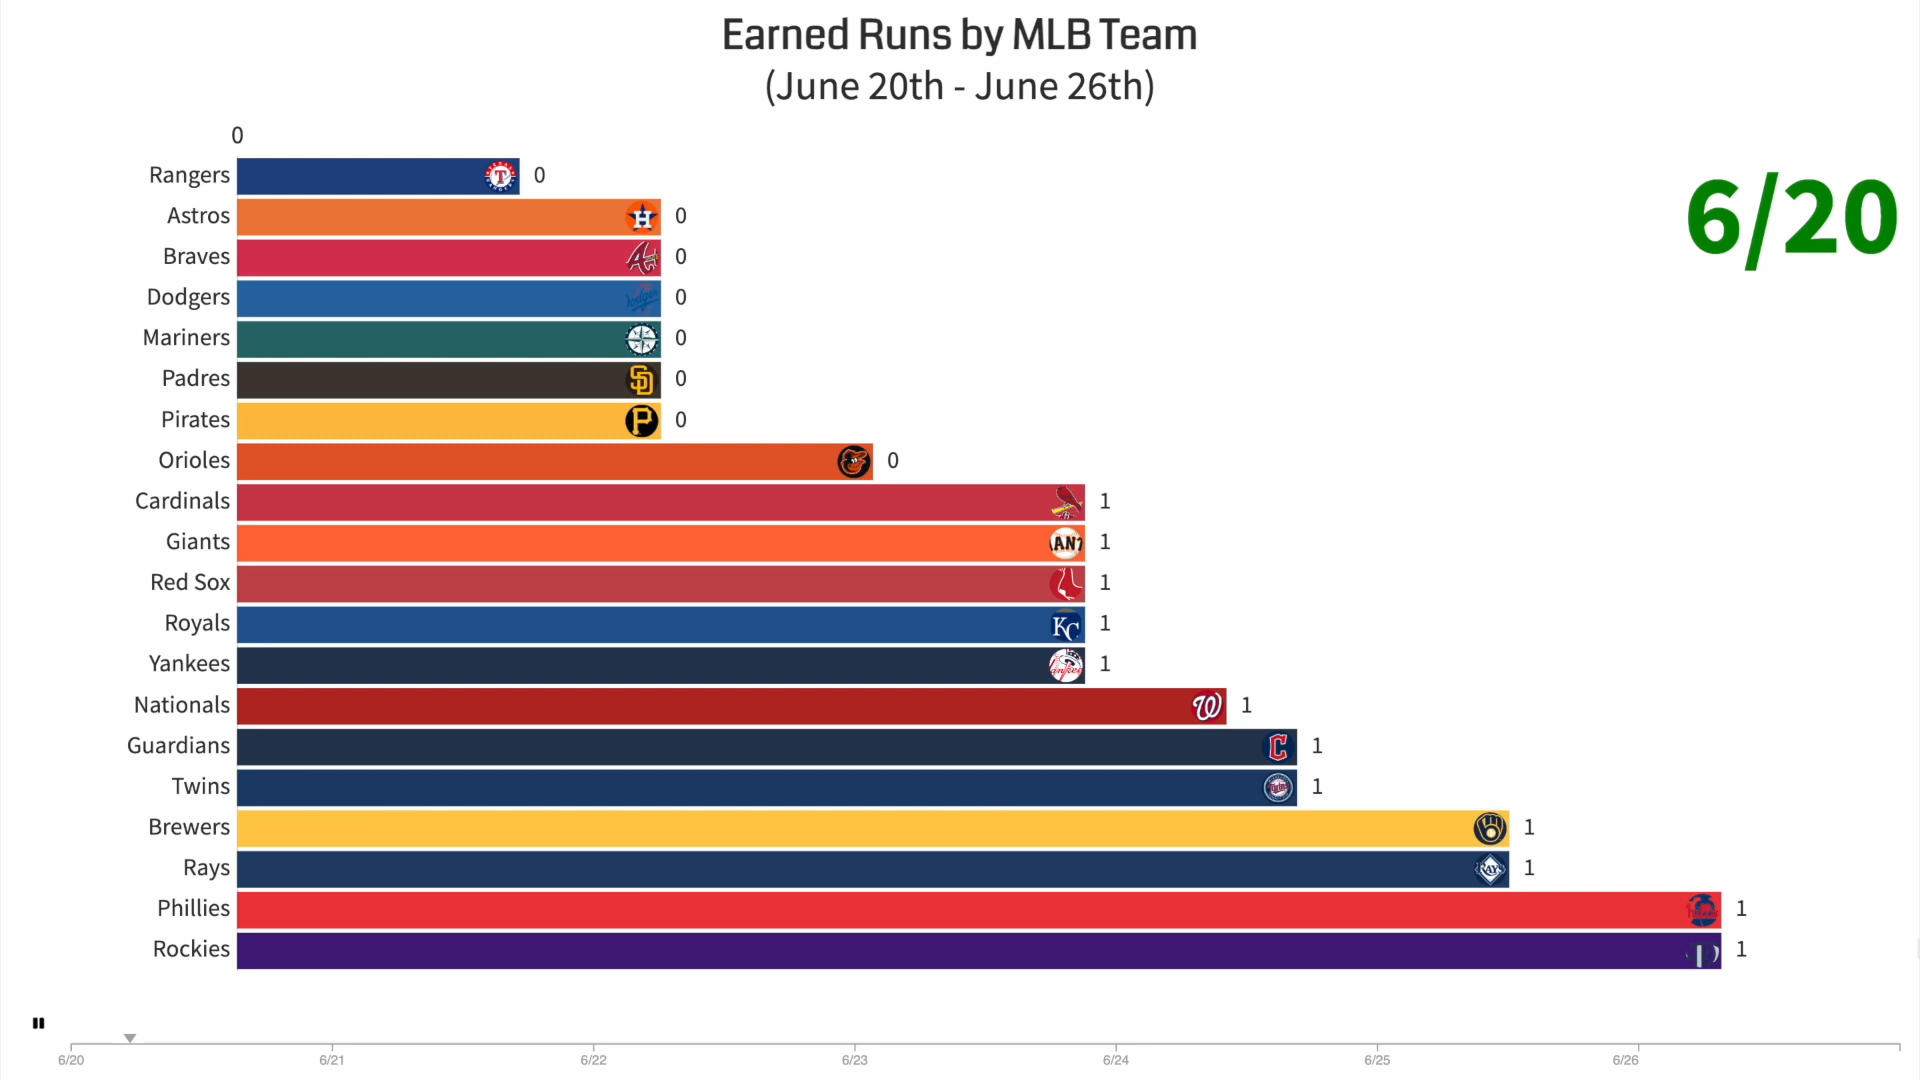 Earned Runs by MLB Team
(June 20th - June 26th)
0
Rangers 0
Astros 0
Braves 0
Dodgers 0
Mariners 0
Padres 0
Pirates 0
Orioles 0
Cardinals 1
Giants 1
Red Sox 1
Royals 1
Yankees 1
Nationals 1
Guardians 1
Twins 1
Brewers 1
Rays 1
Phillies 1
Rockies 1
6/20
6/20 6/21 6/22 6/23 6/24 6/25 6/26